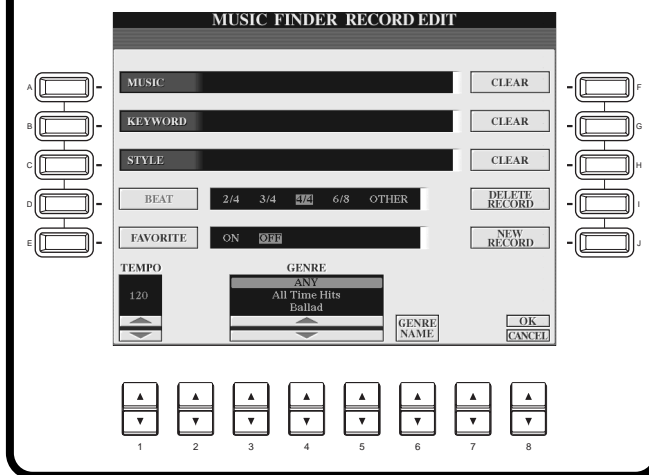 MUSIC FINDER RECORD EDIT
A
MUSIC
CLEAR
F
B
KEYWORD
CLEAR
G
C
STYLE
CLEAR
H
D
BEAT
2/4 3/4 4/4 6/8 OTHER
DELETE
RECORD
I
E
FAVORITE
ON OFF
NEW
RECORD
J
TEMPO
120
GENRE
ANY
All Time Hits
Ballad
GENRE
NAME
OK
CANCEL
1 2 3 4 5 6 7 8